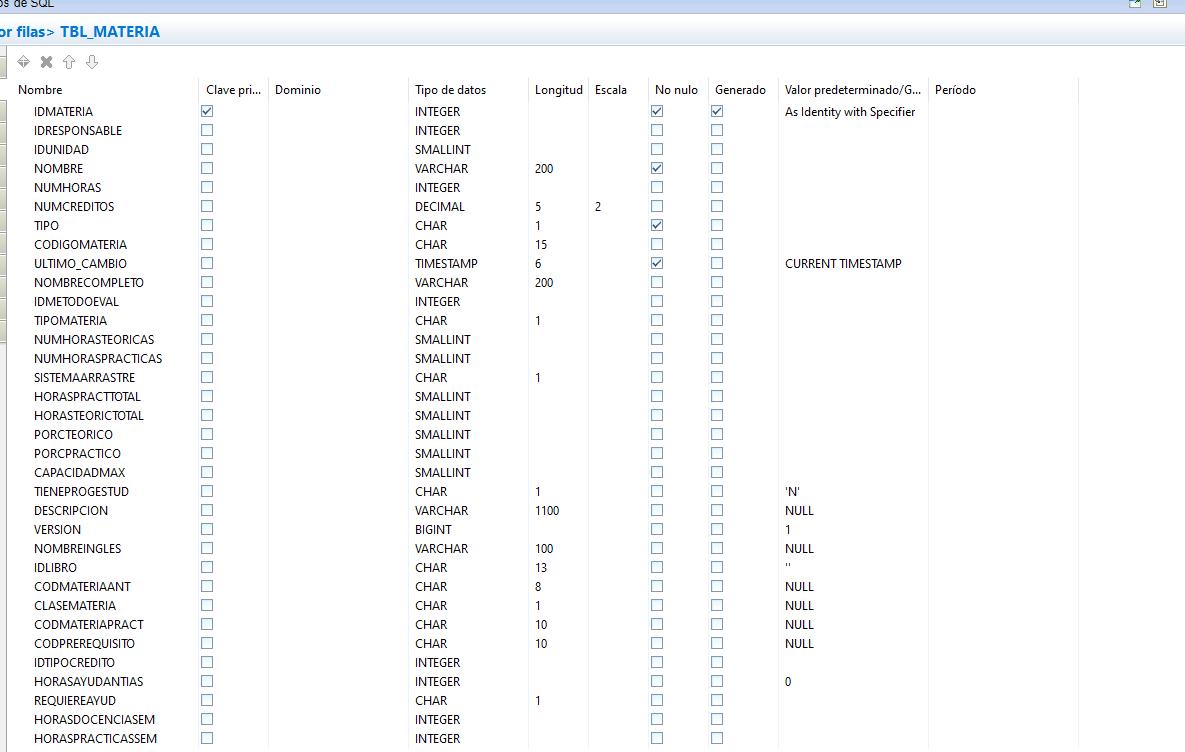 os de SQL
or filas> TBL_MATERIA
Nombre Clave pri... Dominio Tipo de datos Longitud Escala No nulo Generado Valor predeterminado/G... Período
IDMATERIA INTEGER As Identity with Specifier
IDRESPONSABLE INTEGER
IDUNIDAD SMALLINT
NOMBRE VARCHAR 200
NUMHORAS INTEGER
NUMCREDITOS DECIMAL 5 2
TIPO CHAR 1
CODIGOMATERIA CHAR 15
ULTIMO_CAMBIO TIMESTAMP 6 CURRENT TIMESTAMP
NOMBRECOMPLETO VARCHAR 200
IDMETODOEVAL INTEGER
TIPOMATERIA CHAR 1
NUMHORASTEORICAS SMALLINT
NUMHORASPRACTICAS SMALLINT
SISTEMAARRASTRE CHAR 1
HORASPRACTTOTAL SMALLINT
HORASTEORICTOTAL SMALLINT
PORCTEORICO SMALLINT
PORCPRACTICO SMALLINT
CAPACIDADMAX SMALLINT
TIENEPROGESTUD CHAR 1 'N'
DESCRIPCION VARCHAR 1100 NULL
VERSION BIGINT 1
NOMBREINGLES VARCHAR 100 NULL
IDLIBRO CHAR 13 ''
CODMATERIAANT CHAR 8 NULL
CLASEMATERIA CHAR 1 NULL
CODMATERIAPRACT CHAR 10 NULL
CODPREREQUISITO CHAR 10 NULL
IDTIPOCREDITO INTEGER
HORASAYUDANTIAS INTEGER 0
REQUIEREAYUD CHAR 1
HORASDOCENCIASEM INTEGER
HORASPRACTICASSEM INTEGER